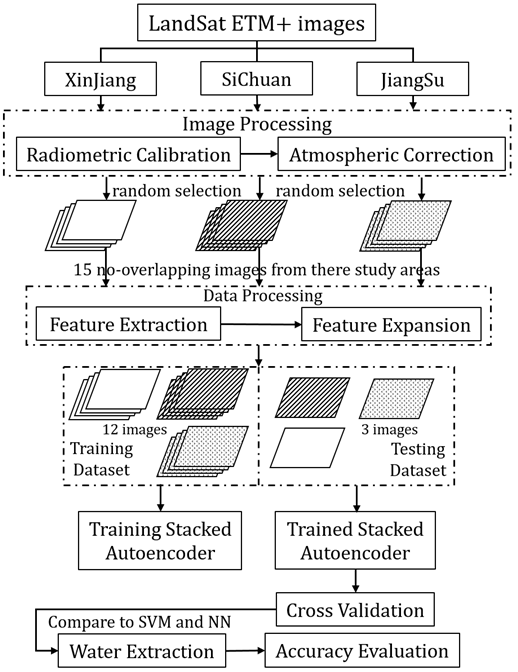 LandSat ETM+ images
XinJiang
SiChuan
JiangSu
Image Processing
Radiometric Calibration
Atmospheric Correction
random selection
random selection
15 no-overlapping images from there study areas
Data Processing
Feature Extraction
Feature Expansion
12 images
Training
Dataset
3 images
Testing
Dataset
Training Stacked
Autoencoder
Trained Stacked
Autoencoder
Cross Validation
Compare to SVM and NN
Water Extraction
Accuracy Evaluation